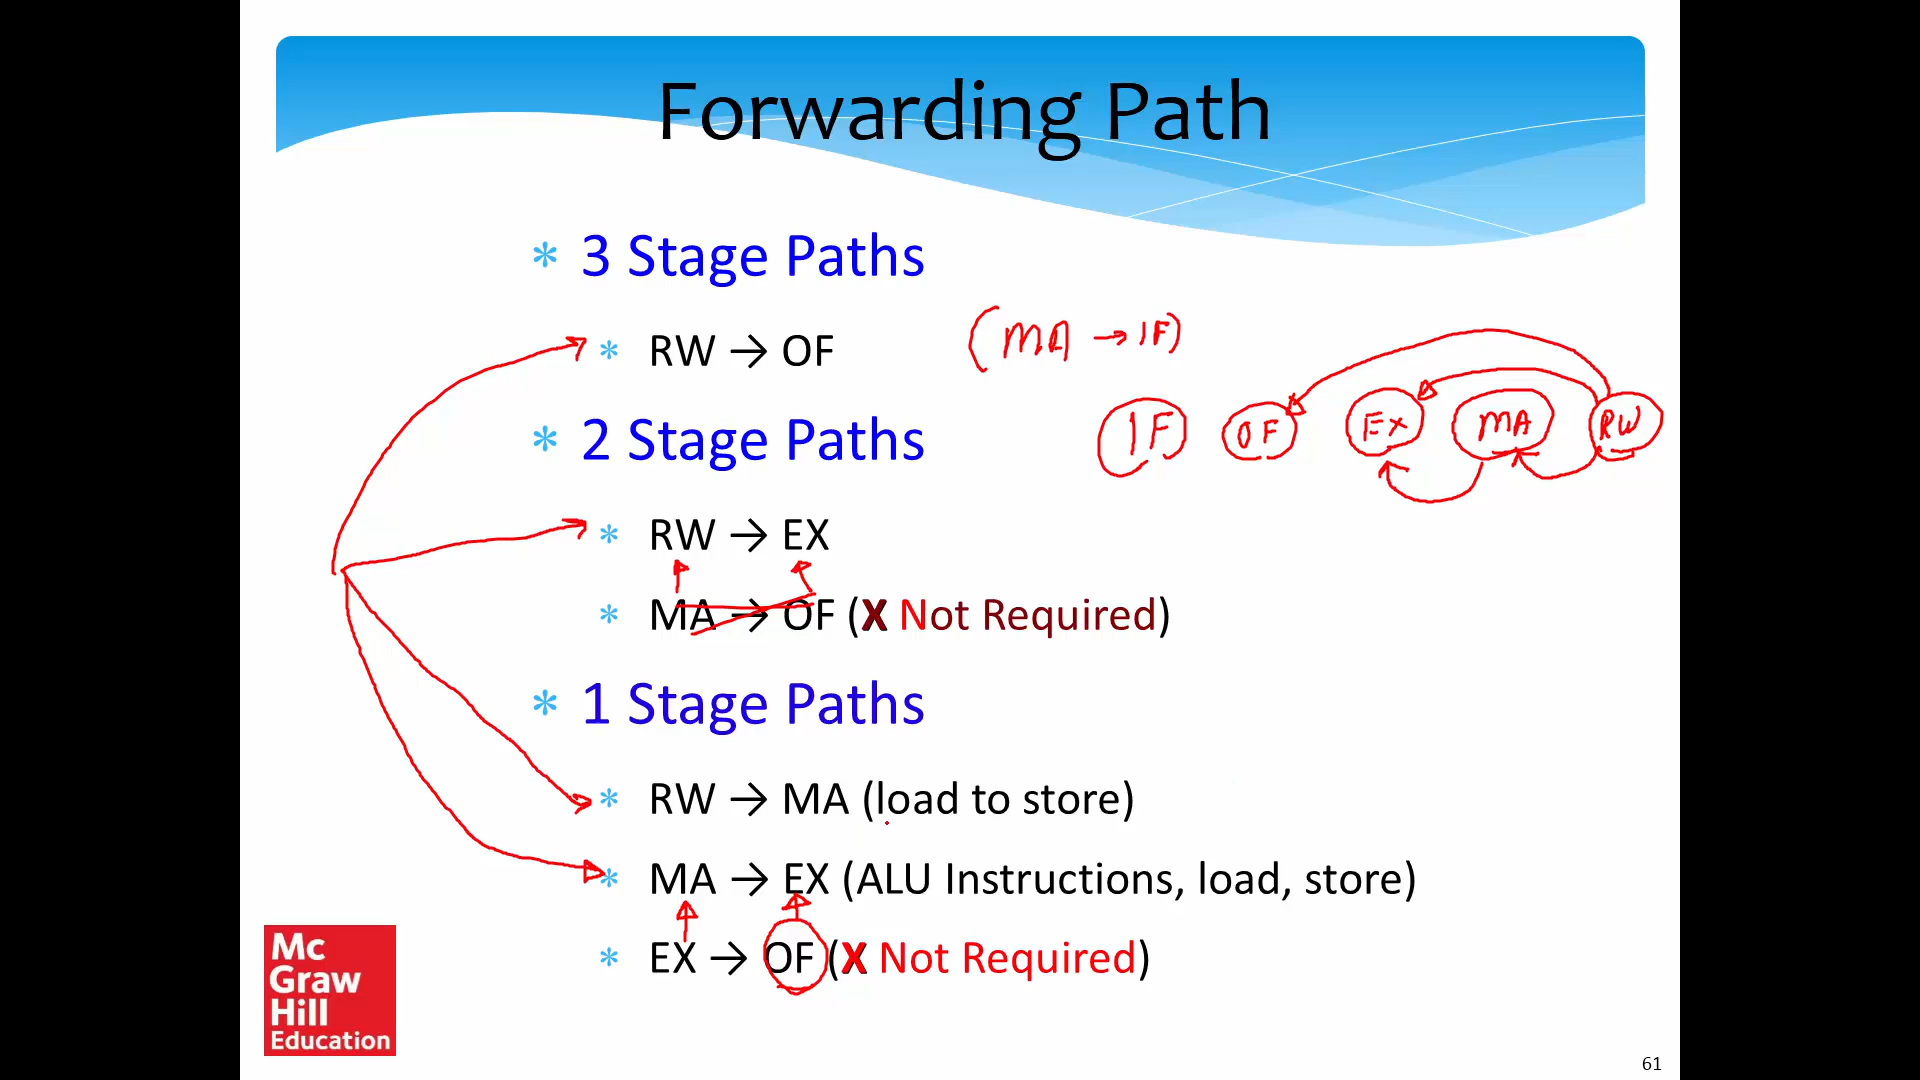 Forwarding Path
* 3 Stage Paths
* RW → OF
(MA → IF)
IF OF EX MA RW
* 2 Stage Paths
* RW → EX
* MA → OF (X Not Required)
* 1 Stage Paths
* RW → MA (load to store)
* MA → EX (ALU Instructions, load, store)
* EX → OF (X Not Required)
Mc
Graw
Hill
Education
61